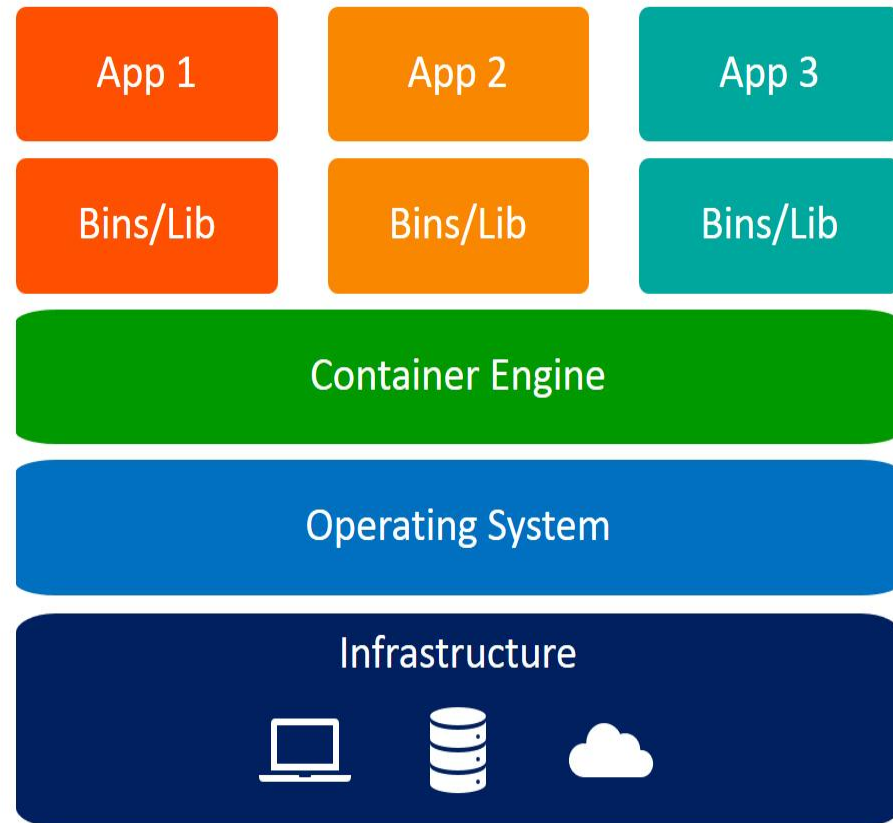 App 1
App 2
App 3
Bins/Lib
Bins/Lib
Bins/Lib
Container Engine
Operating System
Infrastructure